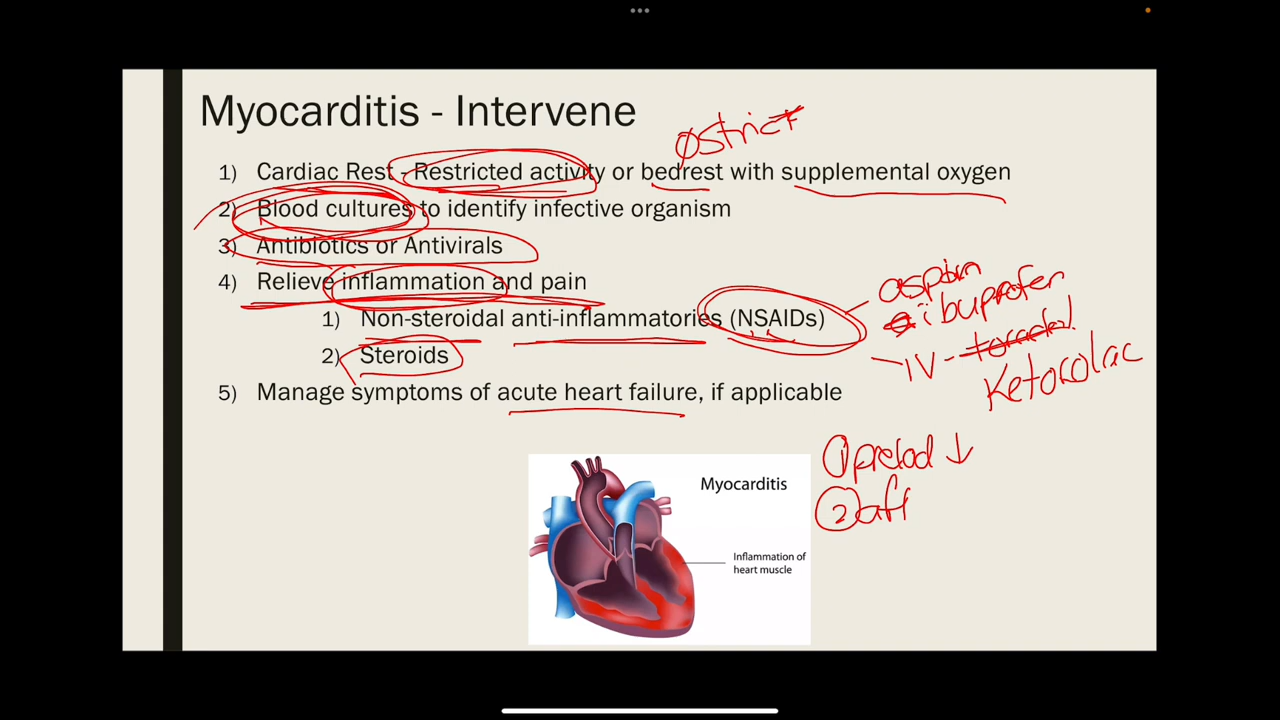 Myocarditis - Intervene
østrict
1) Cardiac Rest - Restricted activity or bedrest with supplemental oxygen
2) Blood cultures to identify infective organism
3) Antibiotics or Antivirals
4) Relieve inflammation and pain
1) Non-steroidal anti-inflammatories (NSAIDs)
2) Steroids
5) Manage symptoms of acute heart failure, if applicable
aspirin
ibuprofen
IV - toradol
Ketorolac
① preload ↓
② aft
Myocarditis
Inflammation of
heart muscle